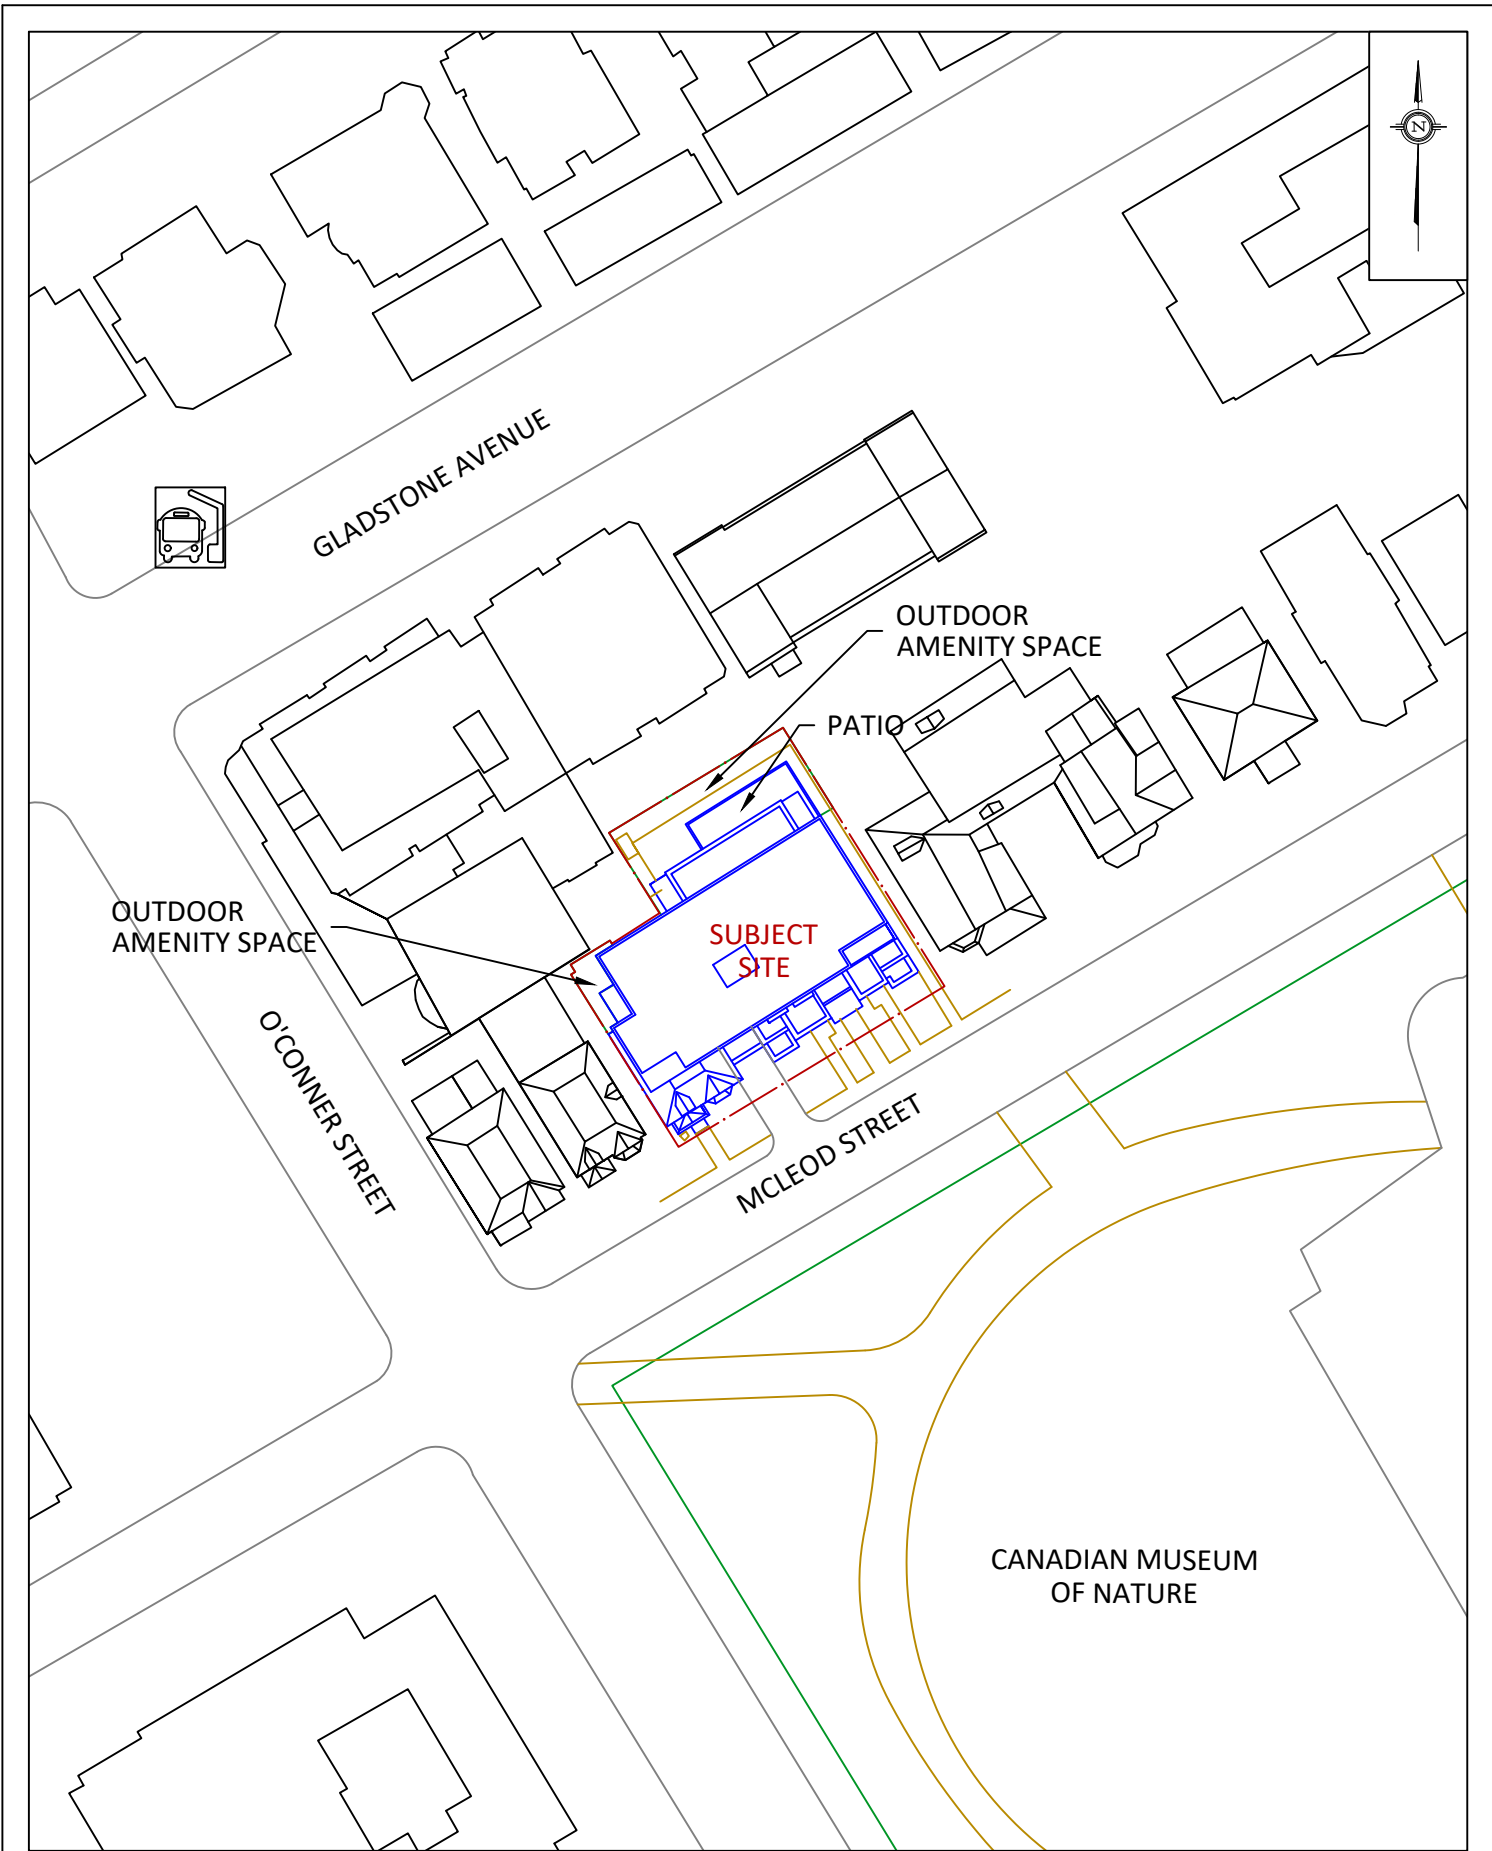 N
GLADSTONE AVENUE
OUTDOOR
AMENITY SPACE
PATIO
OUTDOOR
AMENITY SPACE
SUBJECT
SITE
O'CONNER STREET
MCLEOD STREET
CANADIAN MUSEUM
OF NATURE